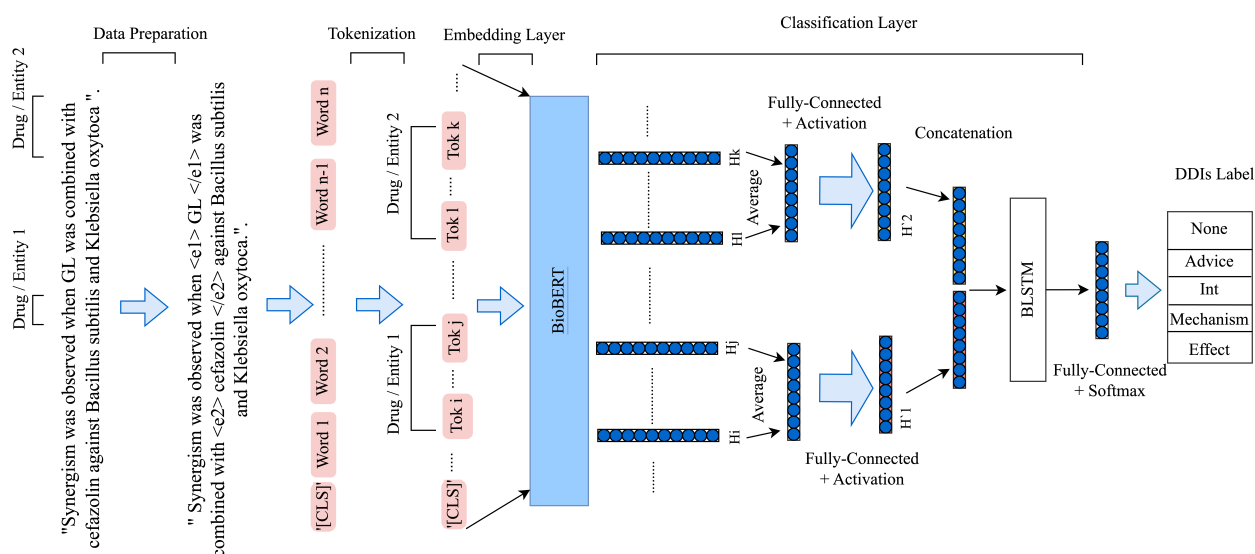 Data Preparation
Tokenization
Embedding Layer
Classification Layer
Drug / Entity 2
Drug / Entity 1
"Synergism was observed when GL was combined with
cefazolin against Bacillus subtilis and Klebsiella oxytoca ".
" Synergism was observed when <e1> GL </e1> was
combined with <e2> cefazolin </e2> against Bacillus subtilis
and Klebsiella oxytoca.".
Word n
Word n-1
Word 2
Word 1
'[CLS]'
Drug / Entity 2
Drug / Entity 1
Tok k
Tok l
Tok j
Tok i
'[CLS]'
BioBERT
Hk
Average
Hl
Hj
Average
Hi
Fully-Connected
+ Activation
H`2
Fully-Connected
+ Activation
H`1
Concatenation
BLSTM
Fully-Connected
+ Softmax
DDIs Label
None
Advice
Int
Mechanism
Effect